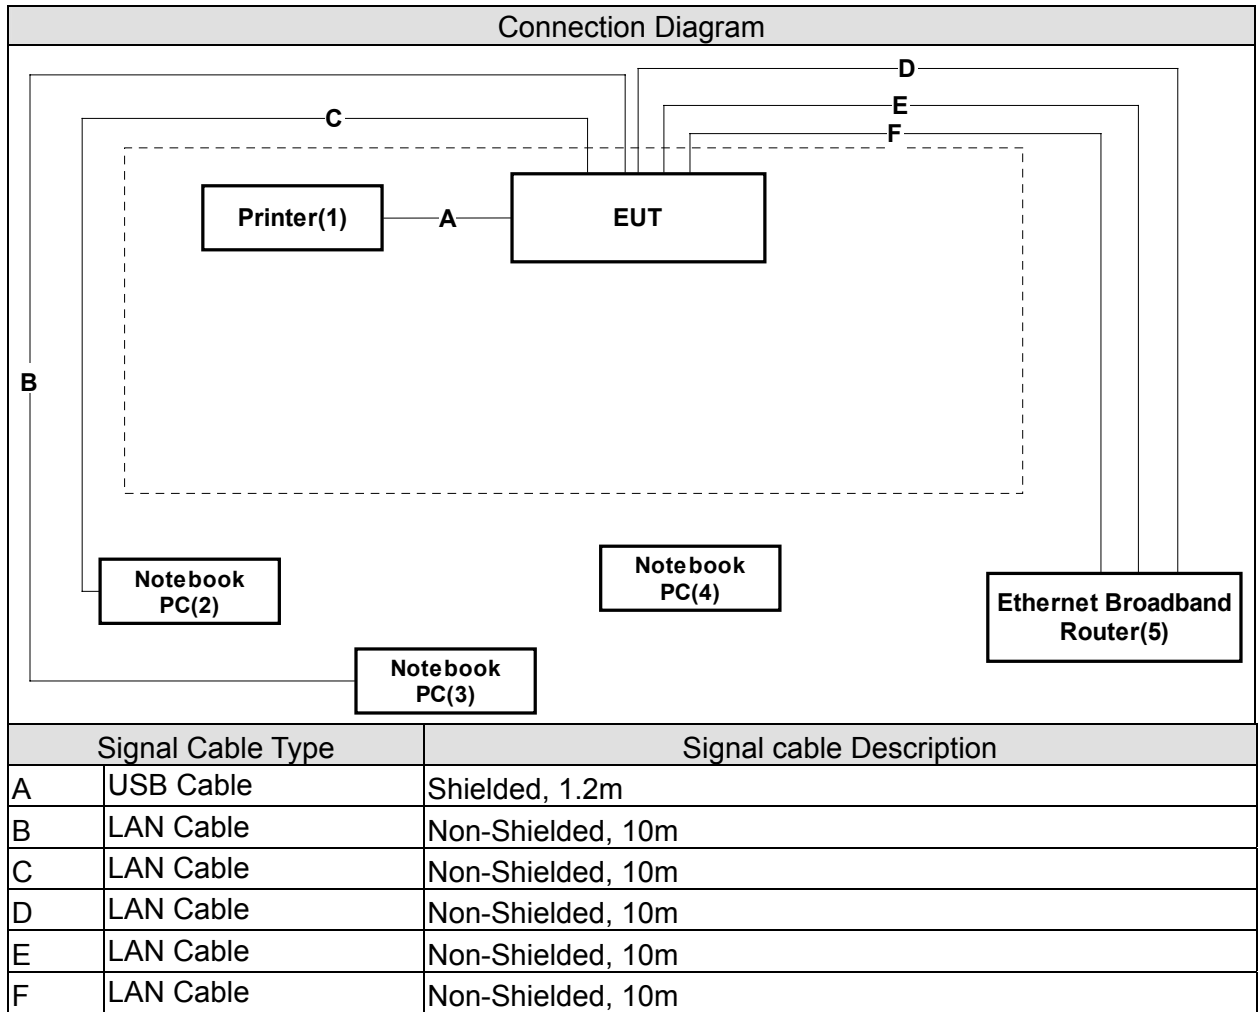 Connection Diagram
D
E
C
F
Printer(1)
A
EUT
B
Notebook
PC(2)
Notebook
PC(4)
Ethernet Broadband
Router(5)
Notebook
PC(3)
Signal Cable Type Signal cable Description
A USB Cable Shielded, 1.2m
B LAN Cable Non-Shielded, 10m
C LAN Cable Non-Shielded, 10m
D LAN Cable Non-Shielded, 10m
E LAN Cable Non-Shielded, 10m
F LAN Cable Non-Shielded, 10m